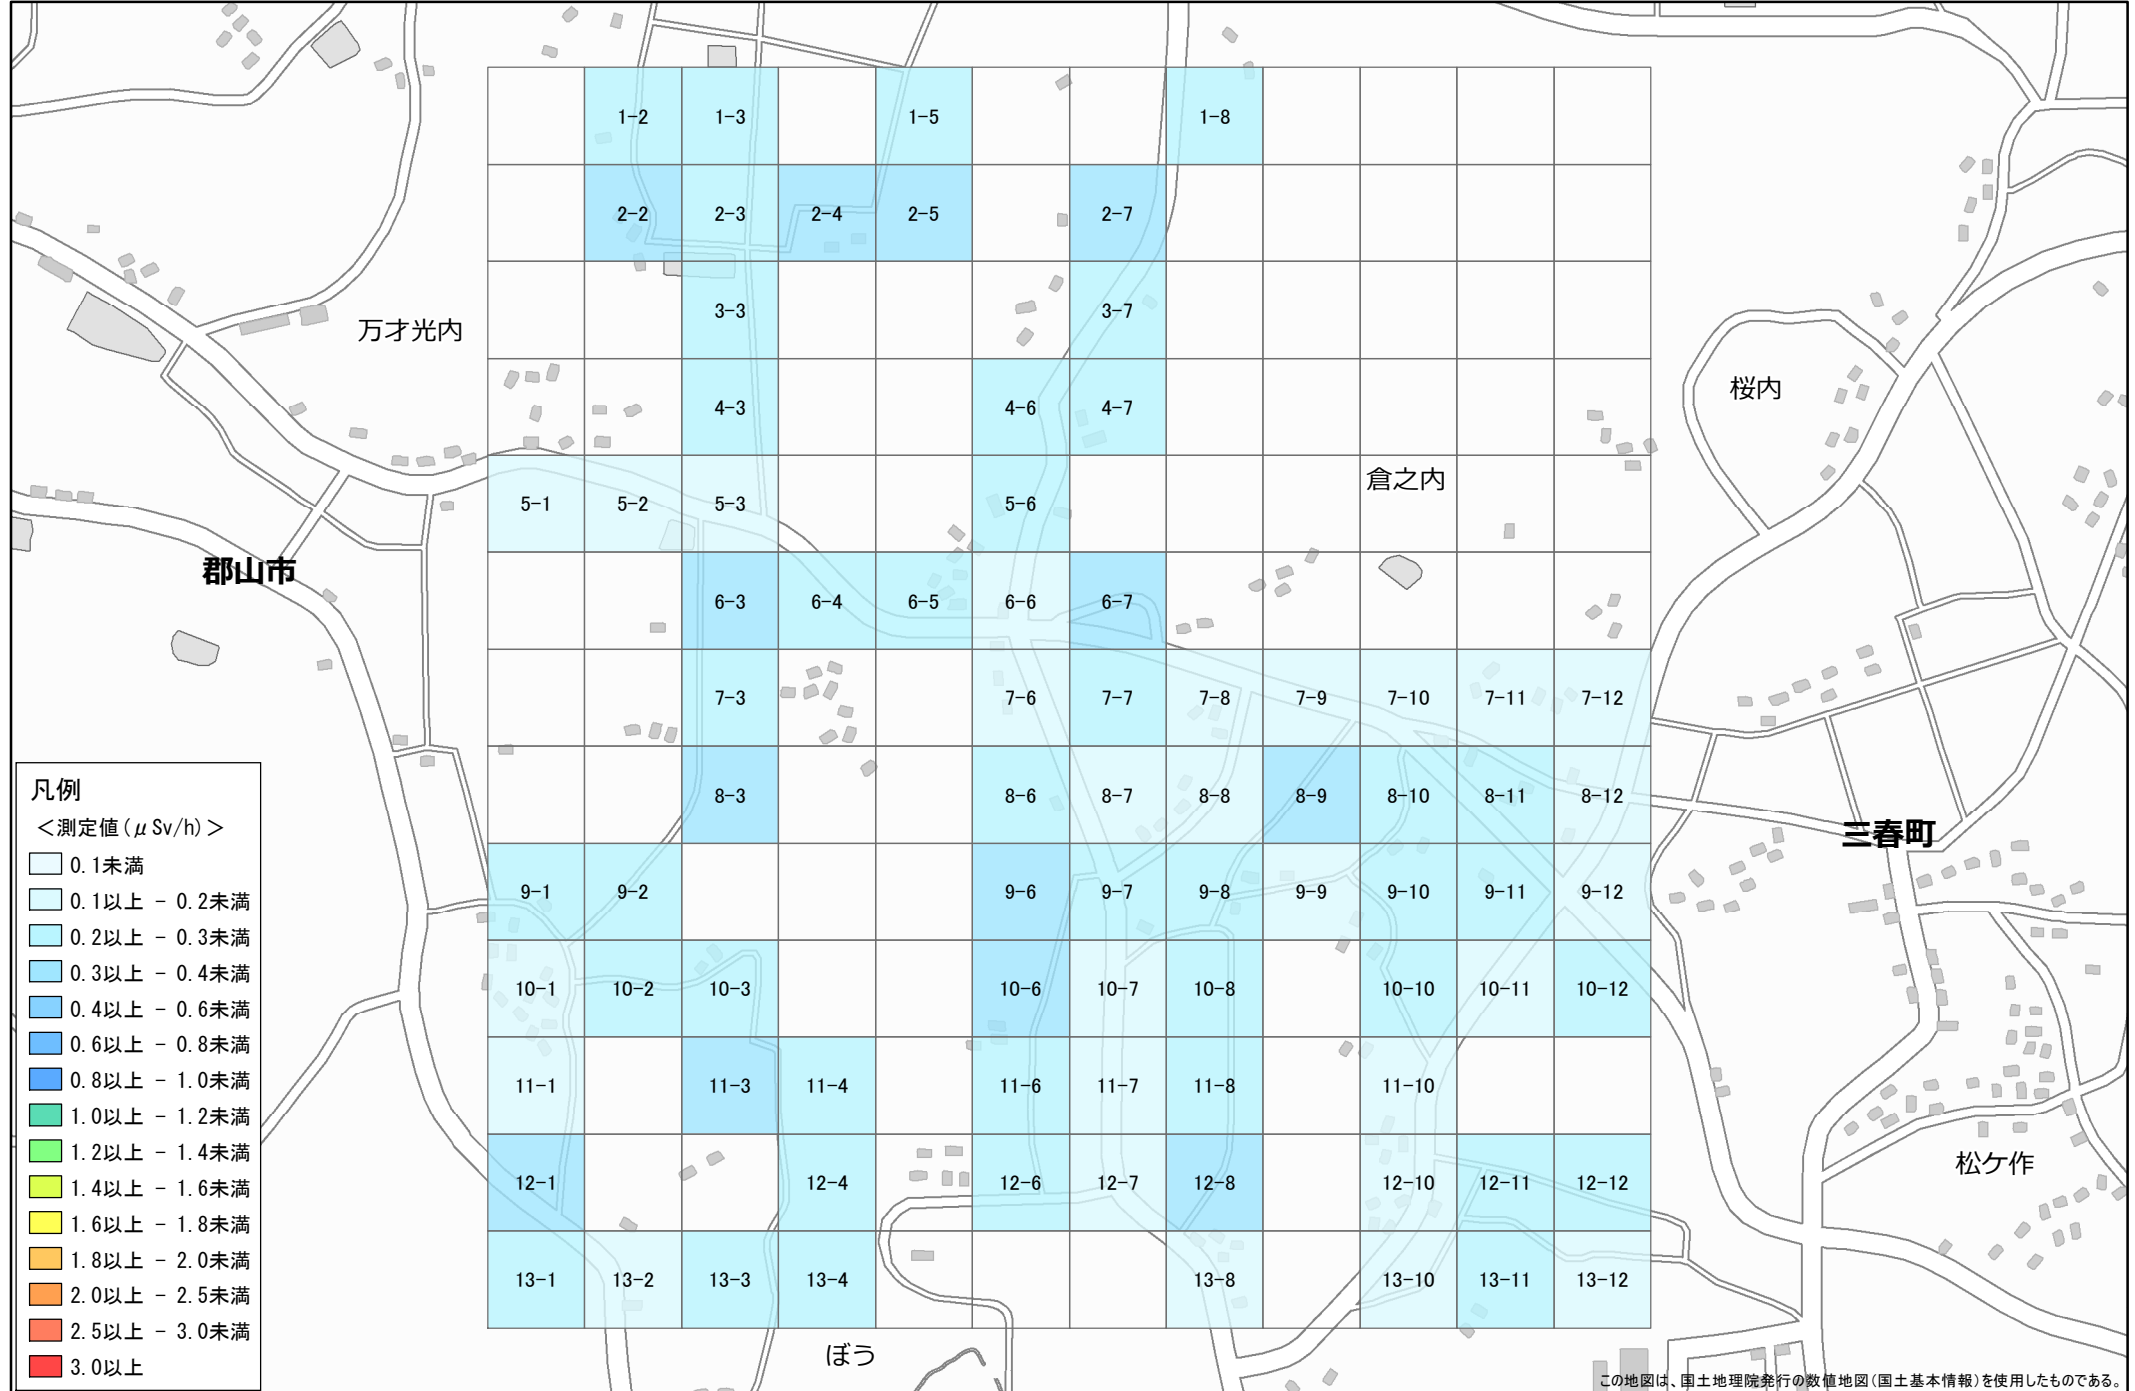 1-2 1-3 1-5 1-8
2-2 2-3 2-4 2-5 2-7
3-3 3-7
万才光内
桜内
4-3 4-6 4-7
倉之内
5-1 5-2 5-3 5-6
郡山市
6-3 6-4 6-5 6-6 6-7
7-3 7-6 7-7 7-8 7-9 7-10 7-11 7-12
8-3 8-6 8-7 8-8 8-9 8-10 8-11 8-12
三春町
9-1 9-2 9-6 9-7 9-8 9-9 9-10 9-11 9-12
10-1 10-2 10-3 10-6 10-7 10-8 10-10 10-11 10-12
11-1 11-3 11-4 11-6 11-7 11-8 11-10
松ケ作
12-1 12-4 12-6 12-7 12-8 12-10 12-11 12-12
13-1 13-2 13-3 13-4 13-8 13-10 13-11 13-12
ぼう
凡例
＜測定値(μSv/h)＞
0.1未満
0.1以上 - 0.2未満
0.2以上 - 0.3未満
0.3以上 - 0.4未満
0.4以上 - 0.6未満
0.6以上 - 0.8未満
0.8以上 - 1.0未満
1.0以上 - 1.2未満
1.2以上 - 1.4未満
1.4以上 - 1.6未満
1.6以上 - 1.8未満
1.8以上 - 2.0未満
2.0以上 - 2.5未満
2.5以上 - 3.0未満
3.0以上
この地図は、国土地理院発行の数値地図(国土基本情報)を使用したものである。